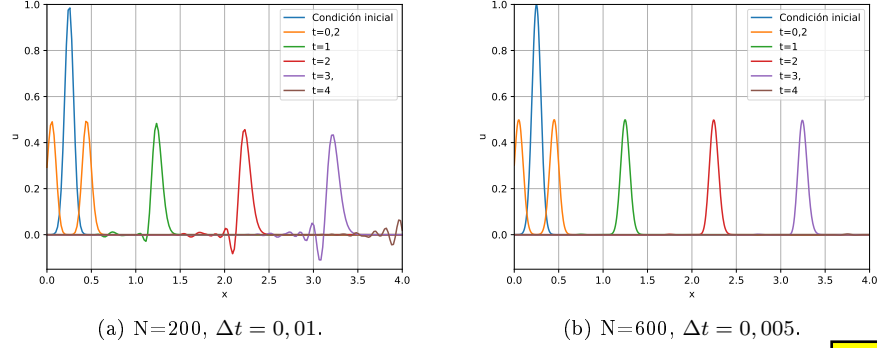 1.0
0.8
0.6
0.4
0.2
0.0
u
0.0 0.5 1.0 1.5 2.0 2.5 3.0 3.5 4.0
x
Condición inicial
t=0,2
t=1
t=2
t=3,
t=4
(a) N=200, Δt = 0, 01.
1.0
0.8
0.6
0.4
0.2
0.0
u
0.0 0.5 1.0 1.5 2.0 2.5 3.0 3.5 4.0
x
Condición inicial
t=0,2
t=1
t=2
t=3,
t=4
(b) N=600, Δt = 0, 005.